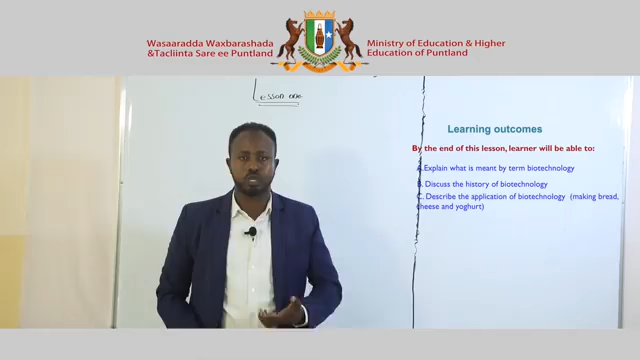 Wasaaradda Waxbarashada
&Tacliinta Sare ee Puntland
Ministry of Education & Higher
Education of Puntland
Lesson one
Learning outcomes
By the end of this lesson, learner will be able to:
A.Explain what is meant by term biotechnology
B. Discuss the history of biotechnology
C. Describe the application of biotechnology (making bread,
cheese and yoghurt)